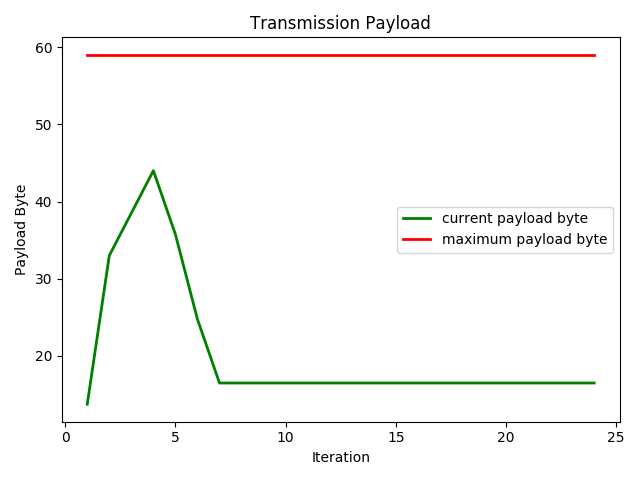 Transmission Payload
60
50
40
30
20
Payload Byte
current payload byte
maximum payload byte
0 5 10 15 20 25
Iteration